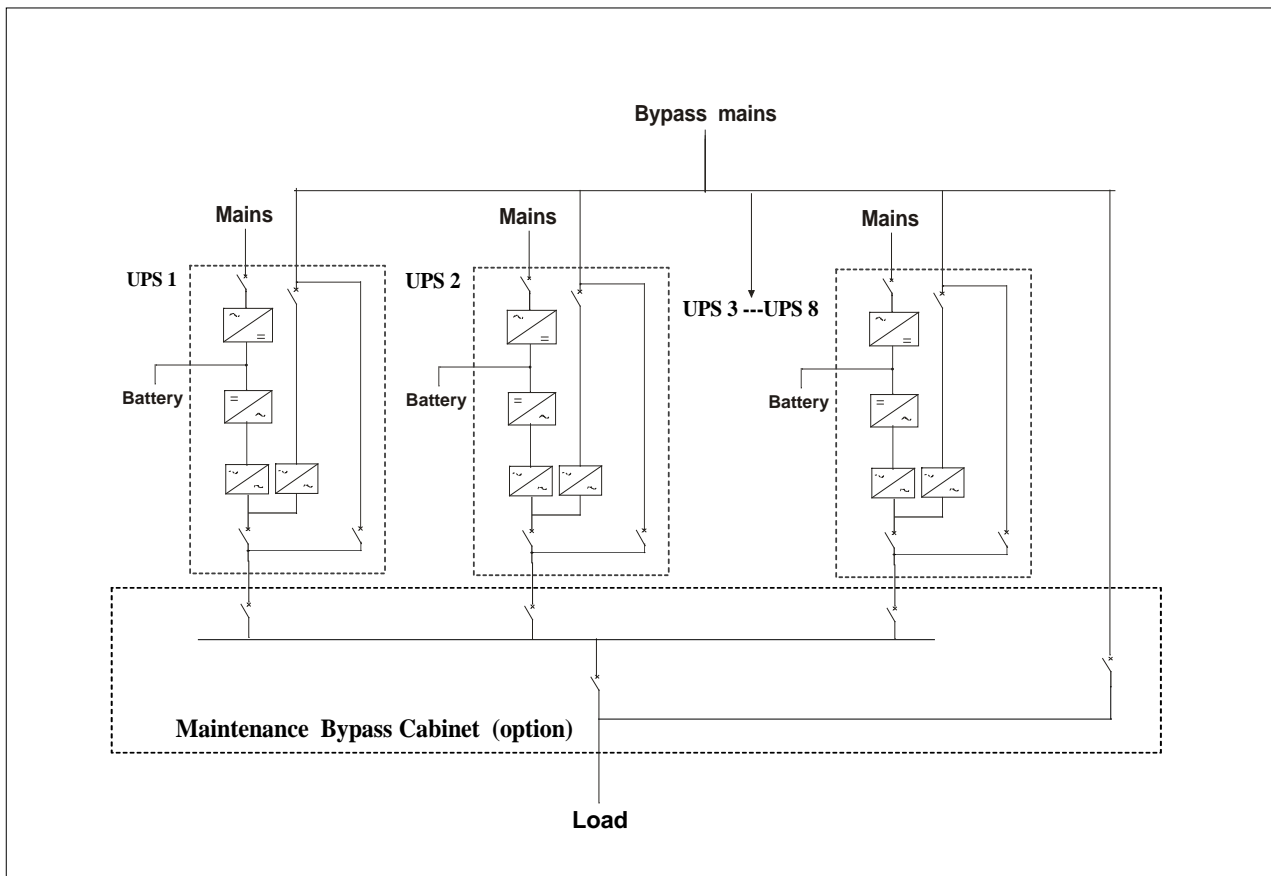 Bypass mains
Mains
Mains
Mains
UPS 1
UPS 2
UPS 3 ---UPS 8
Battery
Battery
Battery
Maintenance Bypass Cabinet (option)
Load